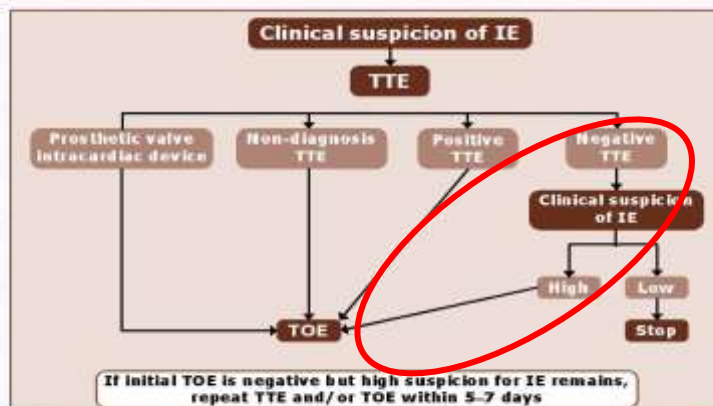 Clinical suspicion of IE
TTE
Prosthetic valve
intracardiac device
Non-diagnosis
TTE
Positive
TTE
Negative
TTE
Clinical suspicion
of IE
High
Low
TOE
Stop
If initial TOE is negative but high suspicion for IE remains,
repeat TTE and/or TOE within 5–7 days